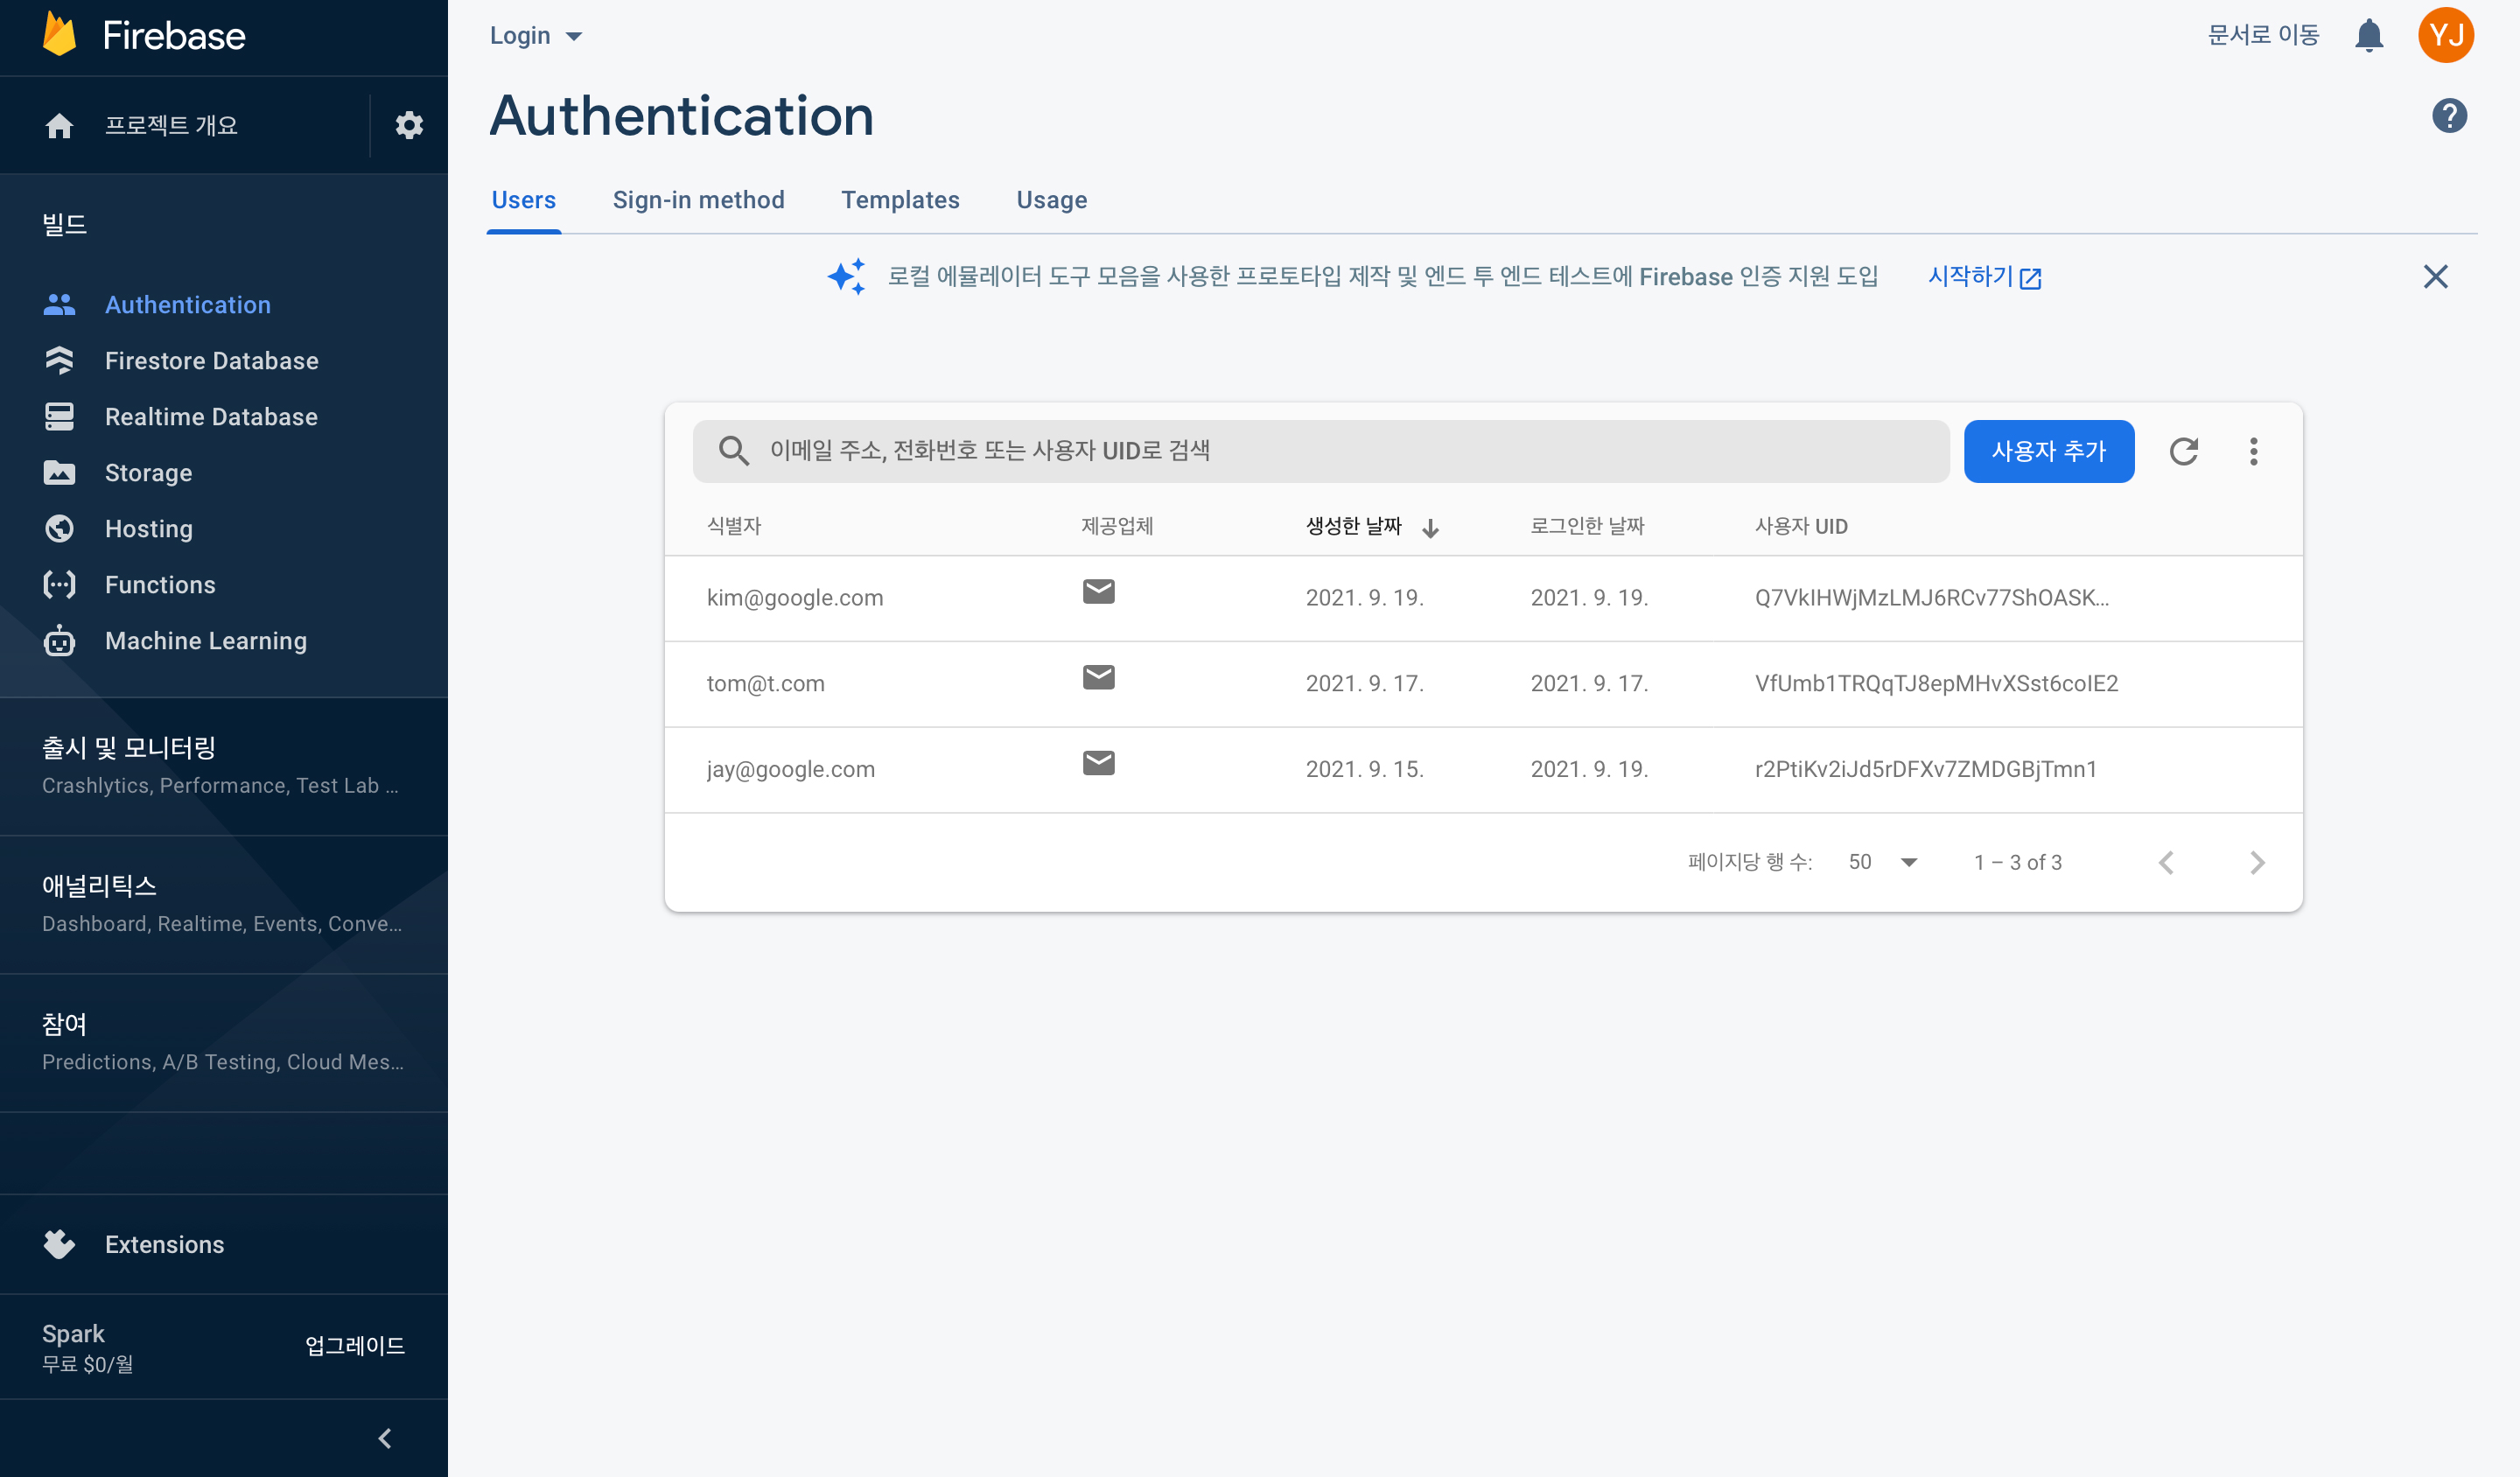 Firebase
프로젝트 개요
빌드
Authentication
Firestore Database
Realtime Database
Storage
Hosting
Functions
Machine Learning
출시 및 모니터링
Crashlytics, Performance, Test Lab ...
애널리틱스
Dashboard, Realtime, Events, Conve...
참여
Predictions, A/B Testing, Cloud Mes...
Extensions
Spark
무료 $0/월
업그레이드
Login
문서로 이동
YJ
Authentication
Users Sign-in method Templates Usage
로컬 에뮬레이터 도구 모음을 사용한 프로토타입 제작 및 엔드 투 엔드 테스트에 Firebase 인증 지원 도입 시작하기
이메일 주소, 전화번호 또는 사용자 UID로 검색
사용자 추가
식별자 제공업체 생성한 날짜 로그인한 날짜 사용자 UID
kim@google.com 2021. 9. 19. 2021. 9. 19. Q7VkIHWjMzLMJ6RCv77ShOASK...
tom@t.com 2021. 9. 17. 2021. 9. 17. VfUmb1TRQqTJ8epMHvXSst6coIE2
jay@google.com 2021. 9. 15. 2021. 9. 19. r2PtiKv2iJd5rDFXv7ZMDGBjTmn1
페이지당 행 수: 50 1 – 3 of 3